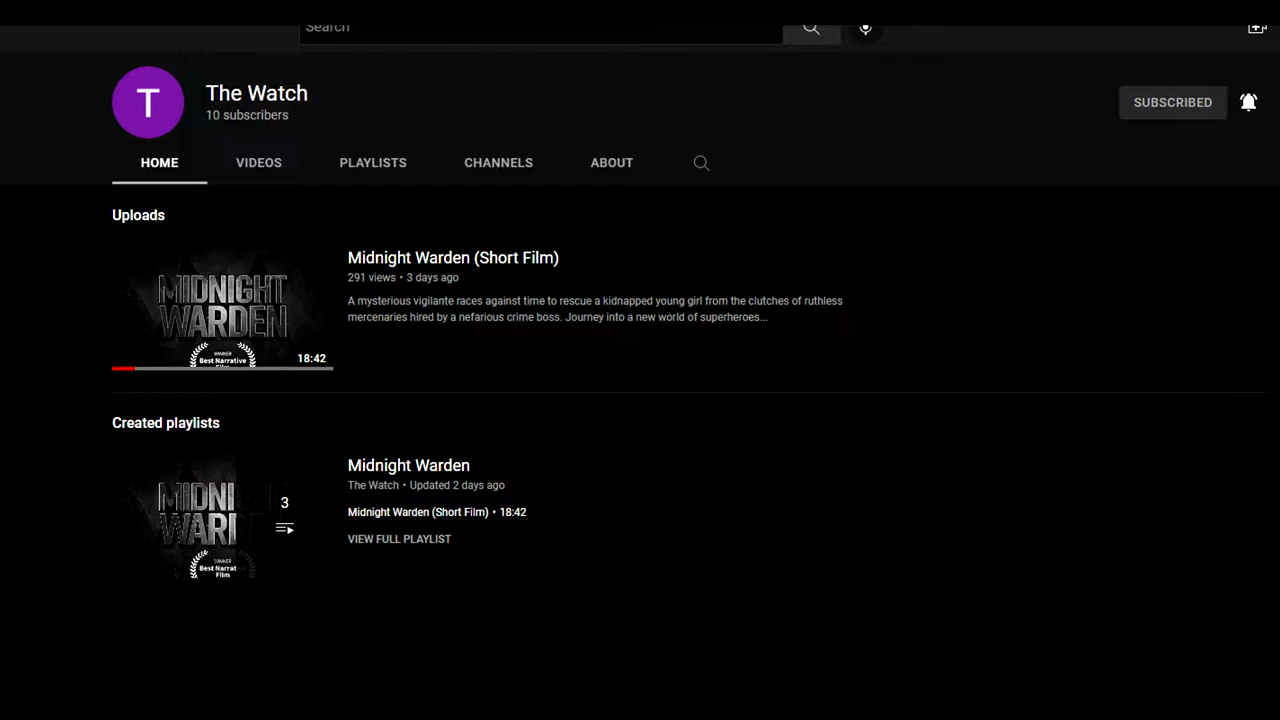 Search
T
The Watch
10 subscribers
SUBSCRIBED
HOME
VIDEOS
PLAYLISTS
CHANNELS
ABOUT
Uploads
MIDNIGHT
WARDEN
WINNER
Best Narrative
Film
18:42
Midnight Warden (Short Film)
291 views • 3 days ago
A mysterious vigilante races against time to rescue a kidnapped young girl from the clutches of ruthless
mercenaries hired by a nefarious crime boss. Journey into a new world of superheroes...
Created playlists
3
Best Narrat
Film
Midnight Warden
The Watch • Updated 2 days ago
Midnight Warden (Short Film) • 18:42
VIEW FULL PLAYLIST